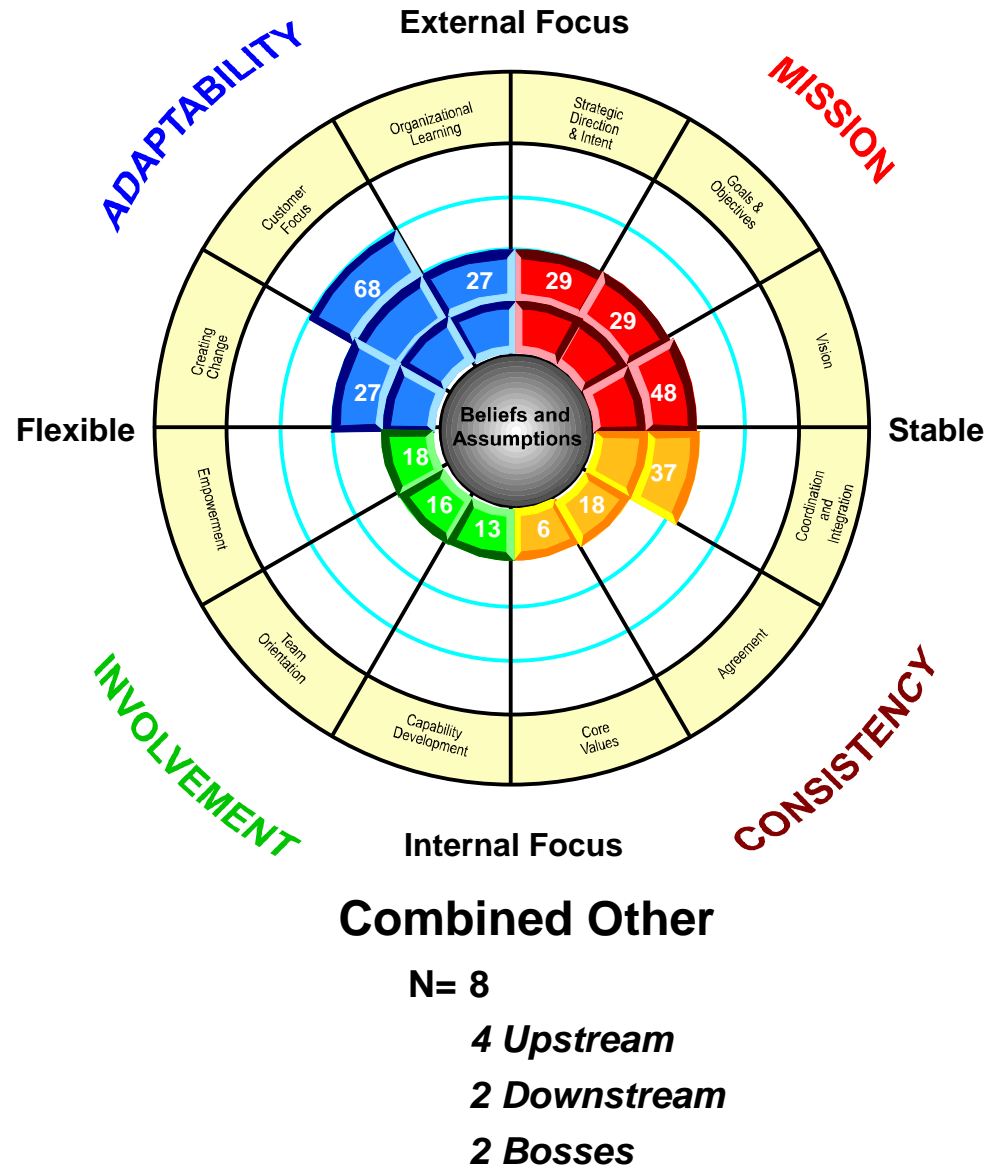 External Focus
ADAPTABILITY
MISSION
Organizational
Learning
Strategic
Direction
& Intent
Customer
Focus
Goals &
Objectives
Creating
Change
Vision
68
27
29
29
27
48
Flexible
Beliefs and
Assumptions
Stable
18
37
16
18
13
6
Empowerment
Coordination
and
Integration
Team
Orientation
Agreement
Capability
Development
Core
Values
INVOLVEMENT
CONSISTENCY
Internal Focus
Combined Other
N= 8
4 Upstream
2 Downstream
2 Bosses